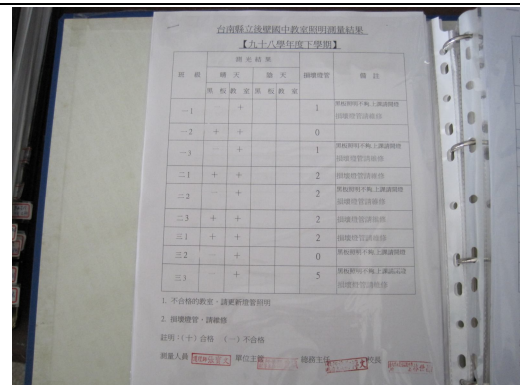 台南縣立後壁國中教室照明測量結果
【九十八學年度下學期】
班 級 測光結果 損壞燈管 備 註
晴 天 陰 天
黑 板 教 室 黑 板 教 室
一1 — + 1 黑板照明不夠,上課請開燈
損壞燈管請維修
一2 + + 0
一3 — + 1 黑板照明不夠,上課請開燈
損壞燈管請維修
二1 + + 2 損壞燈管請維修
二2 — + 2 黑板照明不夠,上課請開燈
損壞燈管請維修
二3 + + 2 損壞燈管請維修
三1 + + 2 損壞燈管請維修
三2 — + 0 黑板照明不夠,上課請開燈
三3 — + 5 黑板照明不夠,上課請
損壞燈管請維修
1. 不合格的教室，請更新燈管照明
2. 損壞燈管，請維修
註明：（＋）合格 （—）不合格
測量人員 單位主管 總務主任 校長